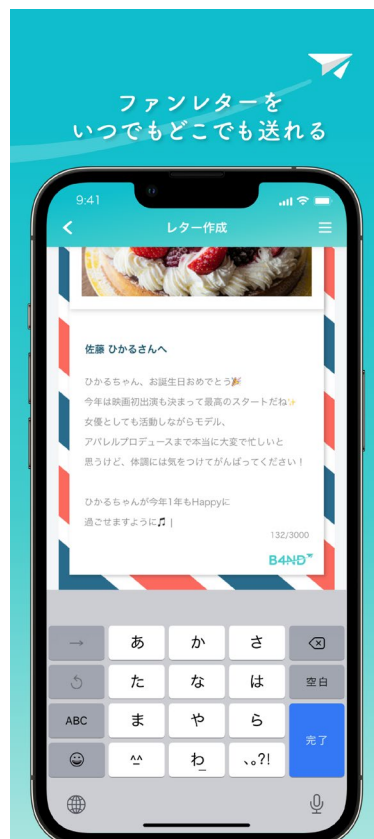 ファンレターを
いつでもどこでも送れる
9:41
レター作成
佐藤 ひかるさんへ
ひかるちゃん、お誕生日おめでとう🎉
今年は映画初出演も決まって最高のスタートだね✨
女優としても活動しながらモデル、
アパレルプロデュースまで本当に大変で忙しいと
思うけど、体調には気をつけてがんばってください！
ひかるちゃんが今年1年もHappyに
過ごせますように🎵
132/3000
B4ND
→ あ か さ
た な は 空白
ABC ま や ら
完了
^^ わ 、。?!